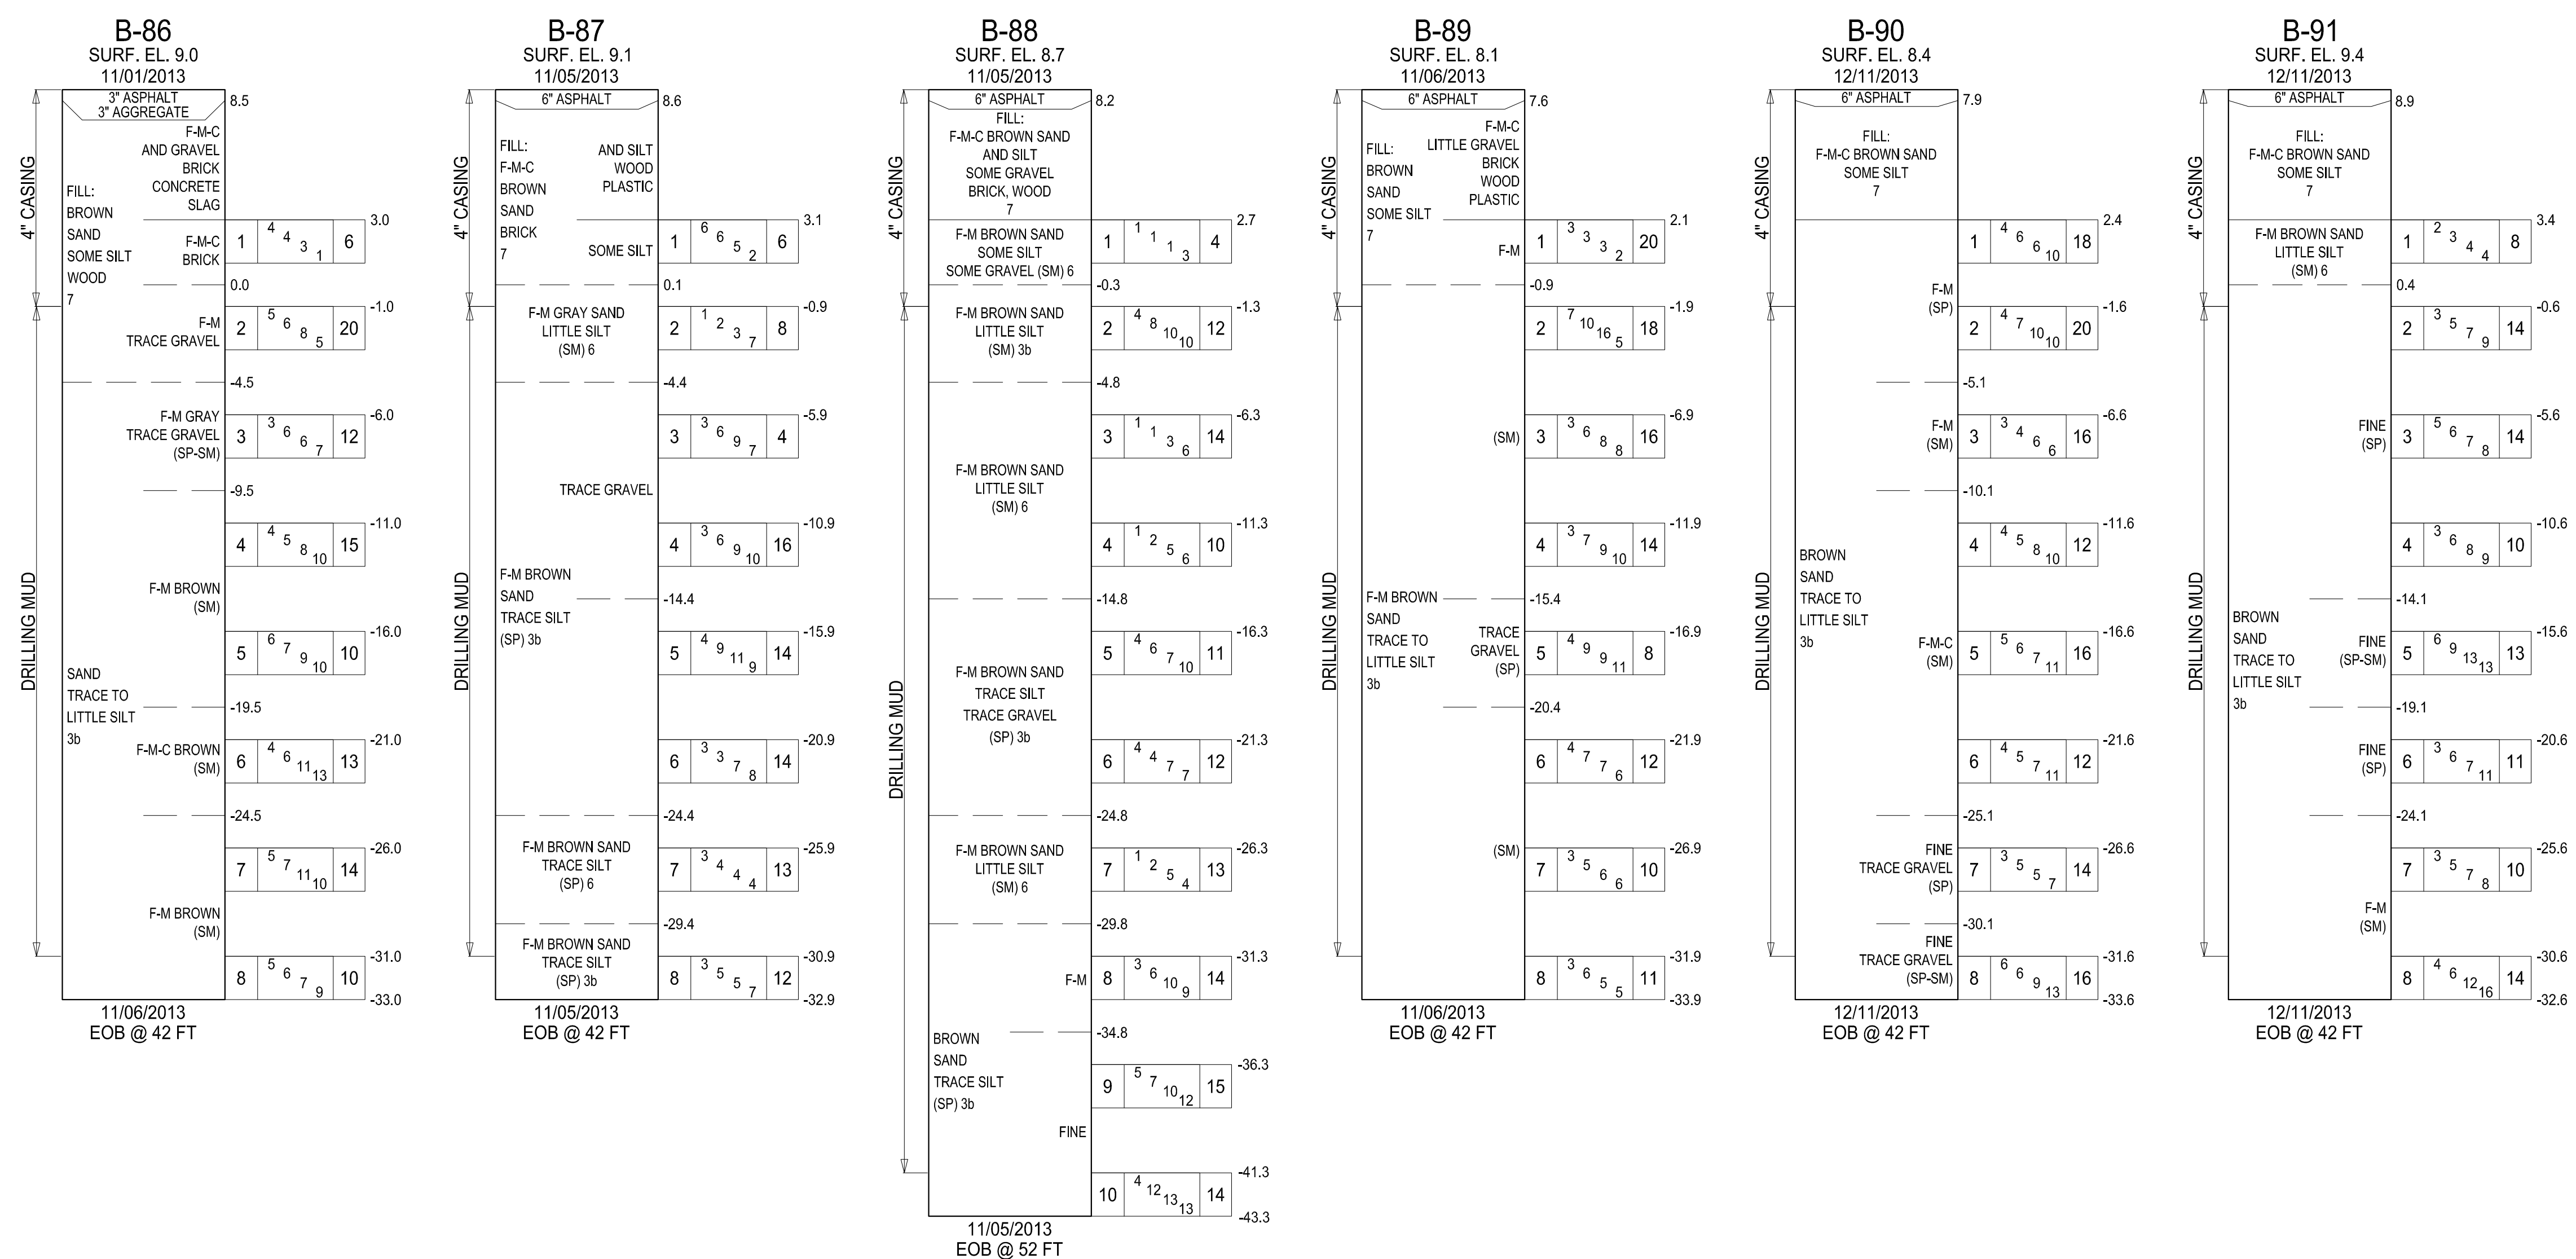 B-86
SURF. EL. 9.0
11/01/2013
3" ASPHALT
3" AGGREGATE
8.5
4" CASING
DRILLING MUD
F-M-C
AND GRAVEL
BRICK
CONCRETE
SLAG
FILL:
BROWN
SAND
SOME SILT
WOOD
7
F-M-C
BRICK
3.0
1 4 4 3 1 6
0.0
-1.0
F-M
TRACE GRAVEL
2 5 6 8 5 20
-4.5
-6.0
F-M GRAY
TRACE GRAVEL
(SP-SM)
3 3 6 6 7 12
-9.5
-11.0
4 4 5 8 10 15
F-M BROWN
(SM)
-16.0
5 6 7 9 10 10
SAND
TRACE TO
LITTLE SILT
3b
-19.5
-21.0
F-M-C BROWN
(SM)
6 4 6 11 13 13
-24.5
-26.0
7 5 7 11 10 14
F-M BROWN
(SM)
-31.0
8 5 6 7 9 10
-33.0
11/06/2013
EOB @ 42 FT
B-87
SURF. EL. 9.1
11/05/2013
6" ASPHALT
8.6
4" CASING
DRILLING MUD
FILL:
F-M-C
BROWN
SAND
BRICK
7
AND SILT
WOOD
PLASTIC
3.1
SOME SILT
1 6 6 5 2 6
0.1
-0.9
F-M GRAY SAND
LITTLE SILT
(SM) 6
2 1 2 3 7 8
-4.4
-5.9
3 3 6 9 7 4
TRACE GRAVEL
-10.9
4 3 6 9 10 16
F-M BROWN
SAND
TRACE SILT
(SP) 3b
-14.4
-15.9
5 4 9 11 9 14
-20.9
6 3 3 7 8 14
-24.4
-25.9
F-M BROWN SAND
TRACE SILT
(SP) 6
7 3 4 4 4 13
-29.4
-30.9
F-M BROWN SAND
TRACE SILT
(SP) 3b
8 3 5 5 7 12
-32.9
11/05/2013
EOB @ 42 FT
B-88
SURF. EL. 8.7
11/05/2013
6" ASPHALT
8.2
4" CASING
DRILLING MUD
FILL:
F-M-C BROWN SAND
AND SILT
SOME GRAVEL
BRICK, WOOD
7
2.7
F-M BROWN SAND
SOME SILT
SOME GRAVEL (SM) 6
1 1 1 1 3 4
-0.3
-1.3
F-M BROWN SAND
LITTLE SILT
(SM) 3b
2 4 8 10 10 12
-4.8
-6.3
3 1 1 3 6 14
F-M BROWN SAND
LITTLE SILT
(SM) 6
-11.3
4 1 2 5 6 10
-14.8
-16.3
5 4 6 7 10 11
F-M BROWN SAND
TRACE SILT
TRACE GRAVEL
(SP) 3b
-21.3
6 4 4 7 7 12
-24.8
-26.3
F-M BROWN SAND
LITTLE SILT
(SM) 6
7 1 2 5 4 13
-29.8
-31.3
F-M
8 3 6 10 9 14
-34.8
BROWN
SAND
TRACE SILT
(SP) 3b
-36.3
9 5 7 10 12 15
FINE
-41.3
10 4 12 13 13 14
-43.3
11/05/2013
EOB @ 52 FT
B-89
SURF. EL. 8.1
11/06/2013
6" ASPHALT
7.6
4" CASING
DRILLING MUD
F-M-C
LITTLE GRAVEL
BRICK
WOOD
PLASTIC
FILL:
BROWN
SAND
SOME SILT
7
2.1
F-M
1 3 3 3 2 20
-0.9
-1.9
2 7 10 16 5 18
-6.9
(SM)
3 3 6 8 8 16
-11.9
4 3 7 9 10 14
F-M BROWN
SAND
TRACE TO
LITTLE SILT
3b
-15.4
-16.9
TRACE
GRAVEL
(SP)
5 4 9 9 11 8
-20.4
-21.9
6 4 7 7 6 12
-26.9
(SM)
7 3 5 6 6 10
-31.9
8 3 6 5 5 11
-33.9
11/06/2013
EOB @ 42 FT
B-90
SURF. EL. 8.4
12/11/2013
6" ASPHALT
7.9
4" CASING
DRILLING MUD
FILL:
F-M-C BROWN SAND
SOME SILT
7
2.4
1 4 6 6 10 18
F-M
(SP)
-1.6
2 4 7 10 10 20
-5.1
-6.6
F-M
(SM)
3 3 4 6 6 16
-10.1
-11.6
4 4 5 8 10 12
BROWN
SAND
TRACE TO
LITTLE SILT
3b
-16.6
F-M-C
(SM)
5 5 6 7 11 16
-21.6
6 4 5 7 11 12
-25.1
-26.6
FINE
TRACE GRAVEL
(SP)
7 3 5 5 7 14
-30.1
-31.6
FINE
TRACE GRAVEL
(SP-SM)
8 6 6 9 13 16
-33.6
12/11/2013
EOB @ 42 FT
B-91
SURF. EL. 9.4
12/11/2013
6" ASPHALT
8.9
4" CASING
DRILLING MUD
FILL:
F-M-C BROWN SAND
SOME SILT
7
3.4
F-M BROWN SAND
LITTLE SILT
(SM) 6
1 2 3 4 4 8
0.4
-0.6
2 3 5 7 9 14
-5.6
FINE
(SP)
3 5 6 7 8 14
-10.6
4 3 6 8 9 10
-14.1
BROWN
SAND
TRACE TO
LITTLE SILT
3b
-15.6
FINE
(SP-SM)
5 6 9 13 13 13
-19.1
-20.6
FINE
(SP)
6 3 6 7 11 11
-24.1
-25.6
7 3 5 7 8 10
F-M
(SM)
-30.6
8 4 6 12 16 14
-32.6
12/11/2013
EOB @ 42 FT